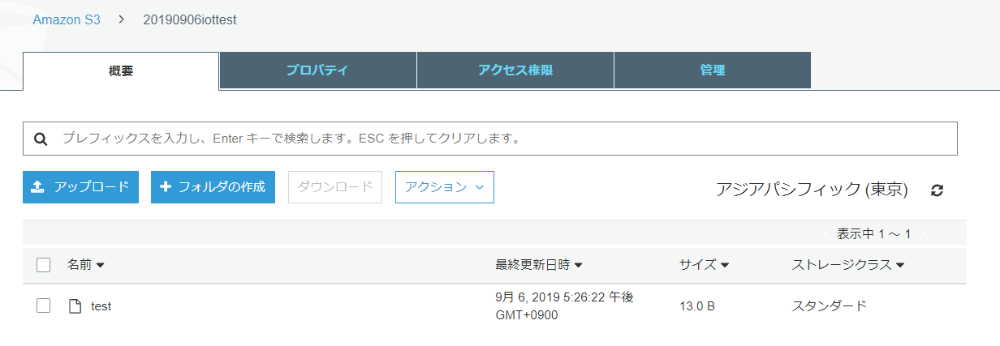 Amazon S3 > 20190906iottest
概要 プロパティ アクセス権限 管理
プレフィックスを入力し、Enter キーで検索します。ESC を押してクリアします。
アップロード フォルダの作成 ダウンロード アクション アジアパシフィック (東京)
表示中 1 ～ 1
名前 最終更新日時 サイズ ストレージクラス
test 9月 6, 2019 5:26:22 午後 13.0 B スタンダード
GMT+0900